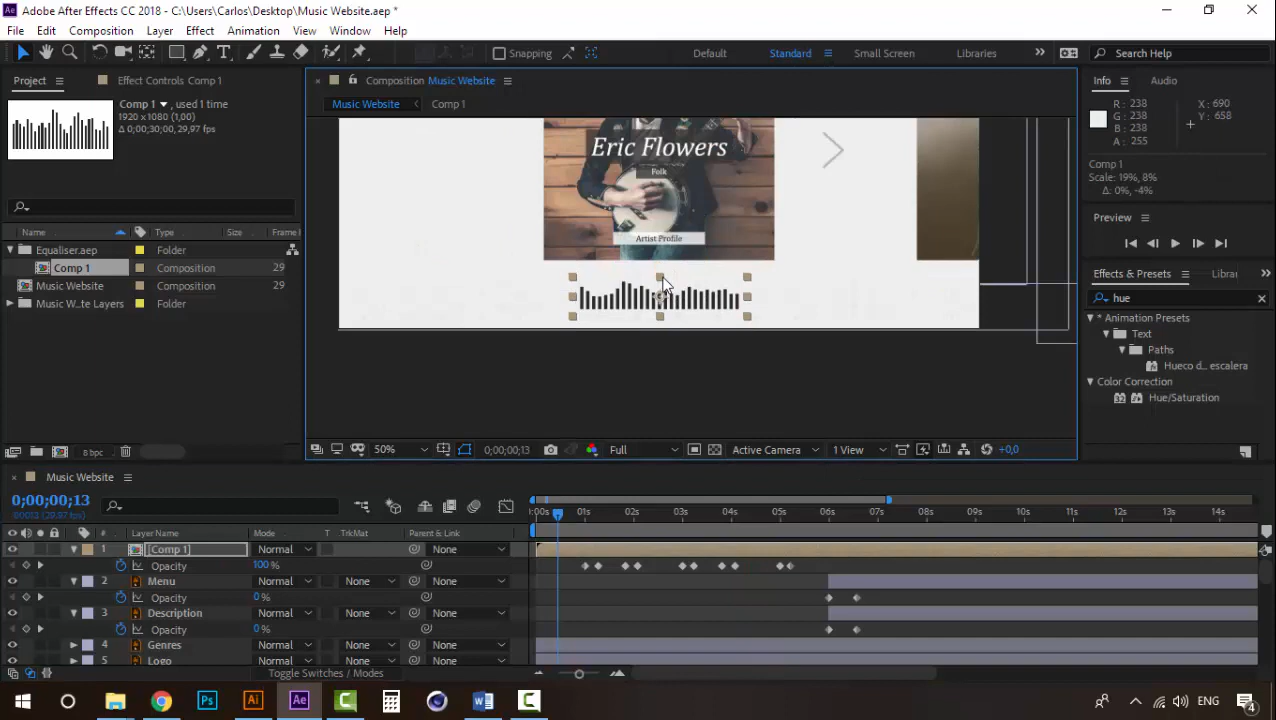 Adobe After Effects CC 2018 - C:\Users\Carlos\Desktop\Music Website.aep *
File Edit Composition Layer Effect Animation View Window Help
Snapping Default Standard Small Screen Libraries Search Help
Project Effect Controls Comp 1
Composition Music Website
Info Audio
Comp 1 , used 1 time
1920 x 1080 (1,00)
Δ 0;00;30;00, 29,97 fps
Music Website Comp 1
R : 238 X : 690
G : 238 Y : 658
B : 238
A : 255
Comp 1
Scale: 19%, 8%
Δ: 0%, -4%
Eric Flowers
Folk
Artist Profile
Preview
Name Type Size Frame R
Equaliser.aep Folder
Comp 1 Composition 29
Music Website Composition 29
Music W...te Layers Folder
Effects & Presets Librar
hue
* Animation Presets
Text
Paths
Hueco d... escalera
Color Correction
Hue/Saturation
8 bpc
50% 0;00;00;13 Full Active Camera 1 View +0,0
Music Website
0;00;00;13
00013 (29.97 fps)
1:00s 01s 02s 03s 04s 05s 06s 07s 08s 09s 10s 11s 12s 13s 14s
# Layer Name Mode T TrkMat Parent & Link
1 [Comp 1] Normal None
Opacity 100 %
2 Menu Normal None None
Opacity 0 %
3 Description Normal None None
Opacity 0 %
4 Genres Normal None None
5 Logo Normal None None
Toggle Switches / Modes
Ps Ai Ae ENG 4